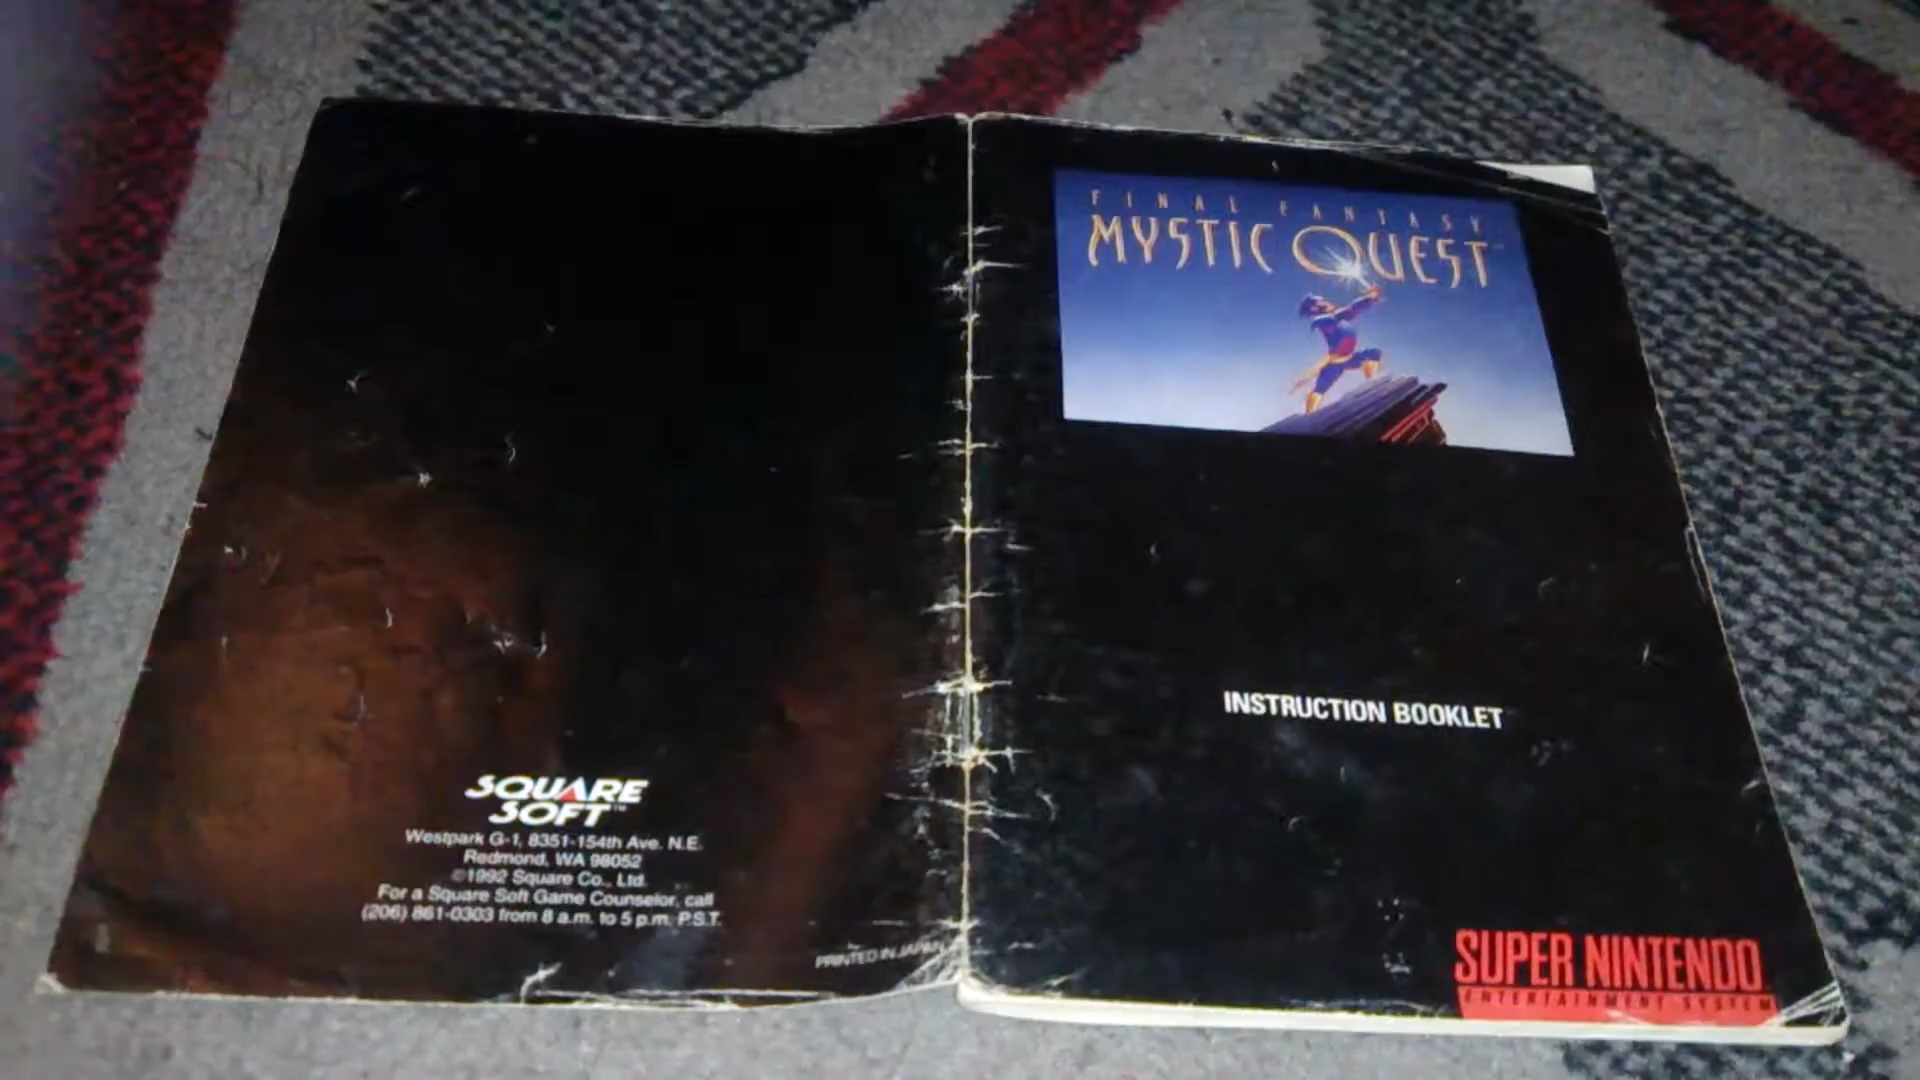 SQUARE
SOFT™
Westpark G-1, 8351-154th Ave. N.E.
Redmond, WA 98052
©1992 Square Co., Ltd.
For a Square Soft Game Counselor, call
(206) 861-0303 from 8 a.m. to 5 p.m. P.S.T.
PRINTED IN JAPAN
FINAL FANTASY
MYSTIC QUEST™
INSTRUCTION BOOKLET
SUPER NINTENDO
ENTERTAINMENT SYSTEM